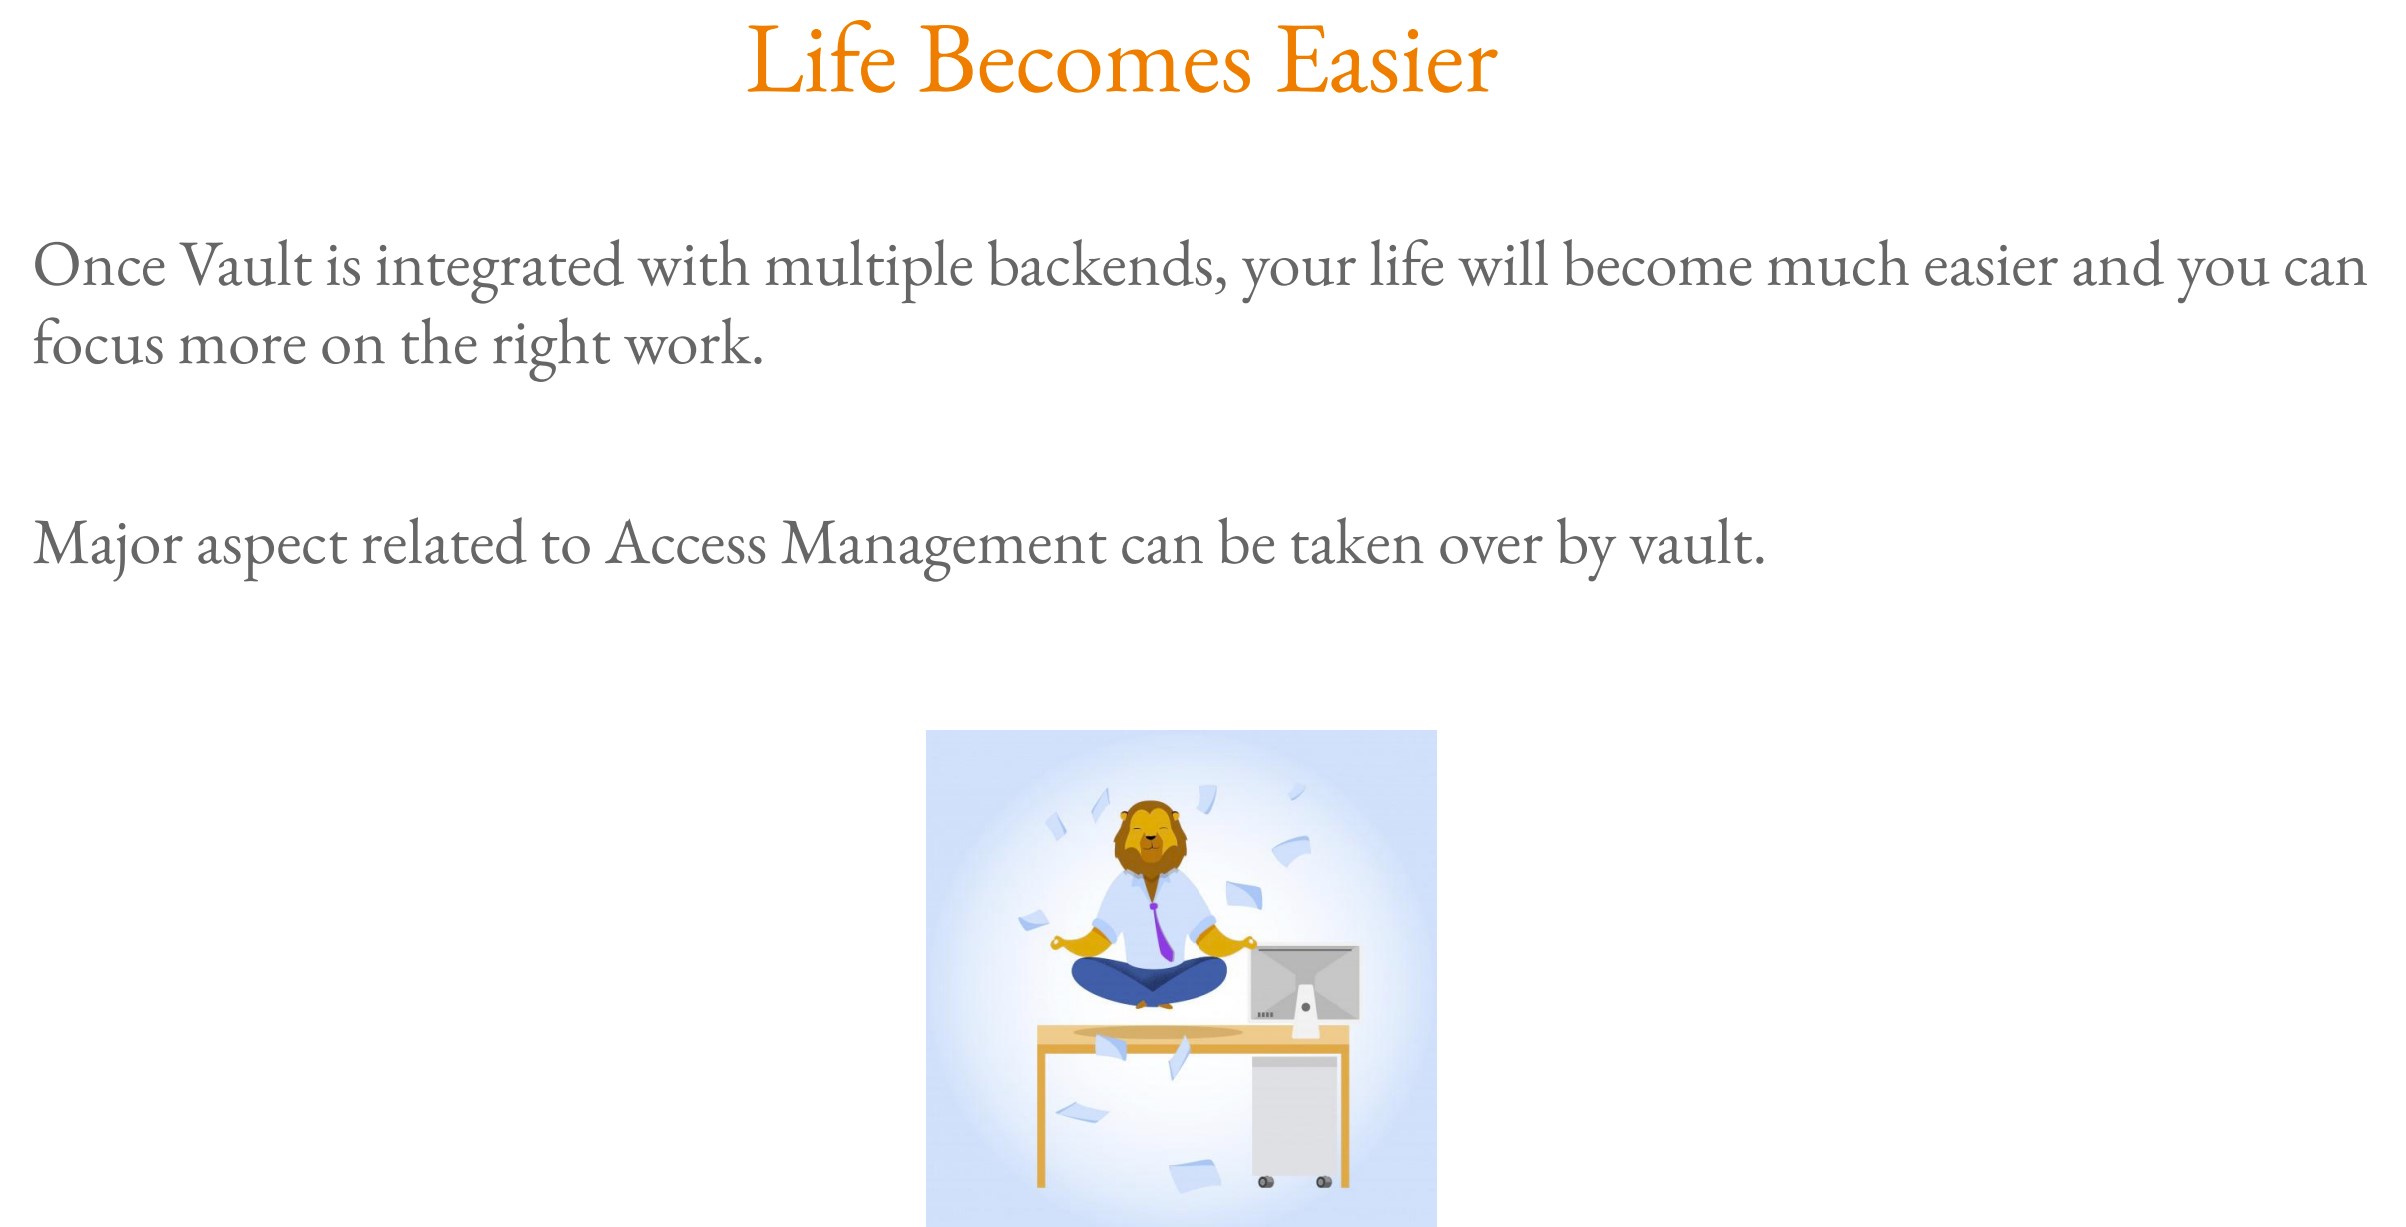 Life Becomes Easier
Once Vault is integrated with multiple backends, your life will become much easier and you can
focus more on the right work.
Major aspect related to Access Management can be taken over by vault.